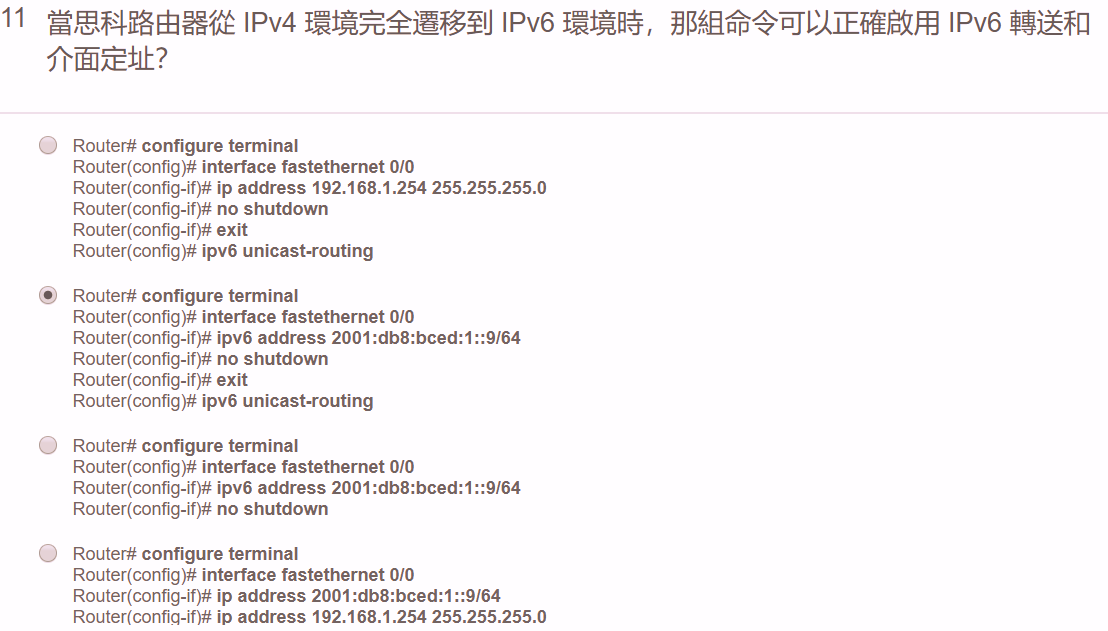 11 當思科路由器從 IPv4 環境完全遷移到 IPv6 環境時，那組命令可以正確啟用 IPv6 轉送和
介面定址？
Router# configure terminal
Router(config)# interface fastethernet 0/0
Router(config-if)# ip address 192.168.1.254 255.255.255.0
Router(config-if)# no shutdown
Router(config-if)# exit
Router(config)# ipv6 unicast-routing
Router# configure terminal
Router(config)# interface fastethernet 0/0
Router(config-if)# ipv6 address 2001:db8:bced:1::9/64
Router(config-if)# no shutdown
Router(config-if)# exit
Router(config)# ipv6 unicast-routing
Router# configure terminal
Router(config)# interface fastethernet 0/0
Router(config-if)# ipv6 address 2001:db8:bced:1::9/64
Router(config-if)# no shutdown
Router# configure terminal
Router(config)# interface fastethernet 0/0
Router(config-if)# ip address 2001:db8:bced:1::9/64
Router(config-if)# ip address 192.168.1.254 255.255.255.0